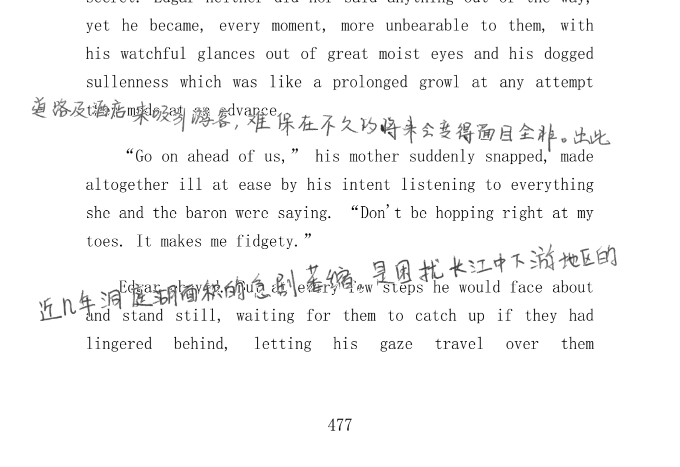 secret. Edgar neither did nor said anything out of the way,
yet he became, every moment, more unbearable to them, with
his watchful glances out of great moist eyes and his dogged
sullenness which was like a prolonged growl at any attempt
advance.
道路及酒店来吸引游客，难保在不久的将来会变得面目全非。出此
“Go on ahead of us,” his mother suddenly snapped, made
altogether ill at ease by his intent listening to everything
she and the baron were saying. “Don't be hopping right at my
toes. It makes me fidgety.”
近几年洞庭湖面积的急剧萎缩，是困扰长江中下游地区的
Edgar obeyed. But at every few steps he would face about
and stand still, waiting for them to catch up if they had
lingered behind, letting his gaze travel over them
477